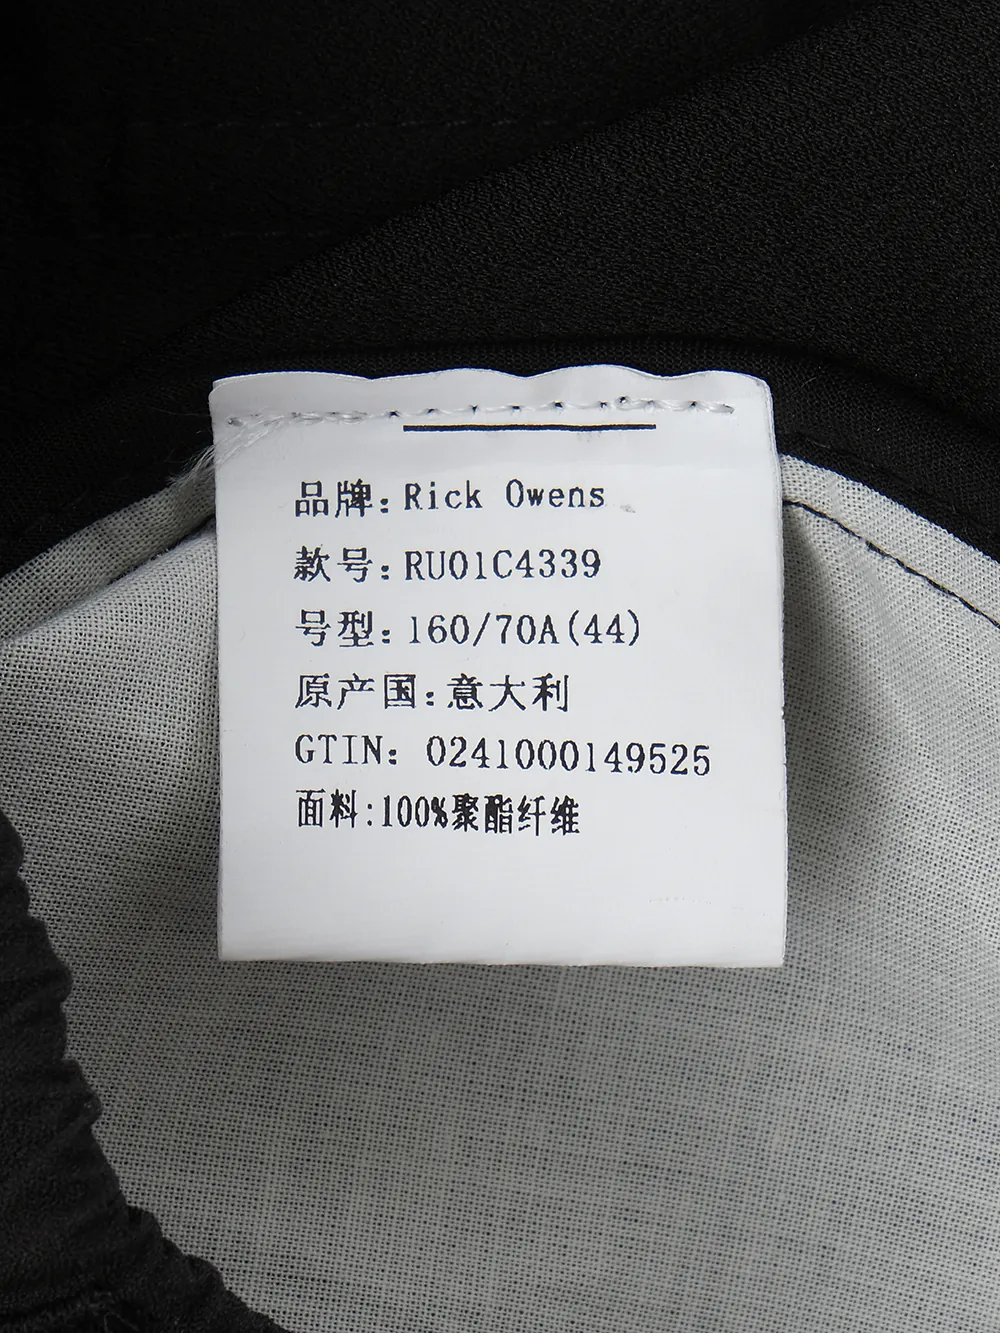 品牌: Rick Owens
款号: RU01C4339
号型: 160/70A(44)
原产国: 意大利
GTIN: 0241000149525
面料:100%聚酯纤维